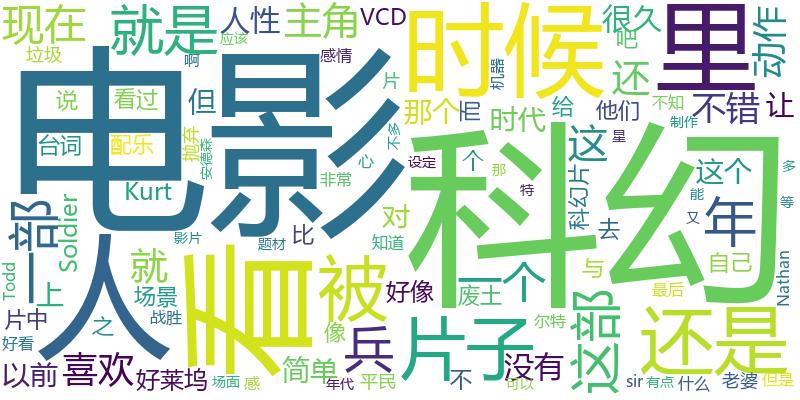 现在
就是
人性
主角
VCD
很久
动作
垃圾
应该
啊
感情
片
机器
吧
时候
里
电影
科幻
说
看过
但
那个
而
给
还
他们
不知
不错
让
台词
配乐
抛弃
安德森
心
不多
时代
设定
个
星
制作
Kurt
非常
对
这
科幻片
这个
那
多
一部
Soldier
人
看
被
影片
题材
比
知道
特
去
能
又
年
等
Todd
上
就
场景
之
战胜
片中
好看
好像
像
废土
一个
与
自己
最后
Nathan
尔特
片子
这部
还是
以前
喜欢
好莱坞
场面
感
简单
年代
平民
兵
不
没有
可以
sir
有点
什么
老婆
但是